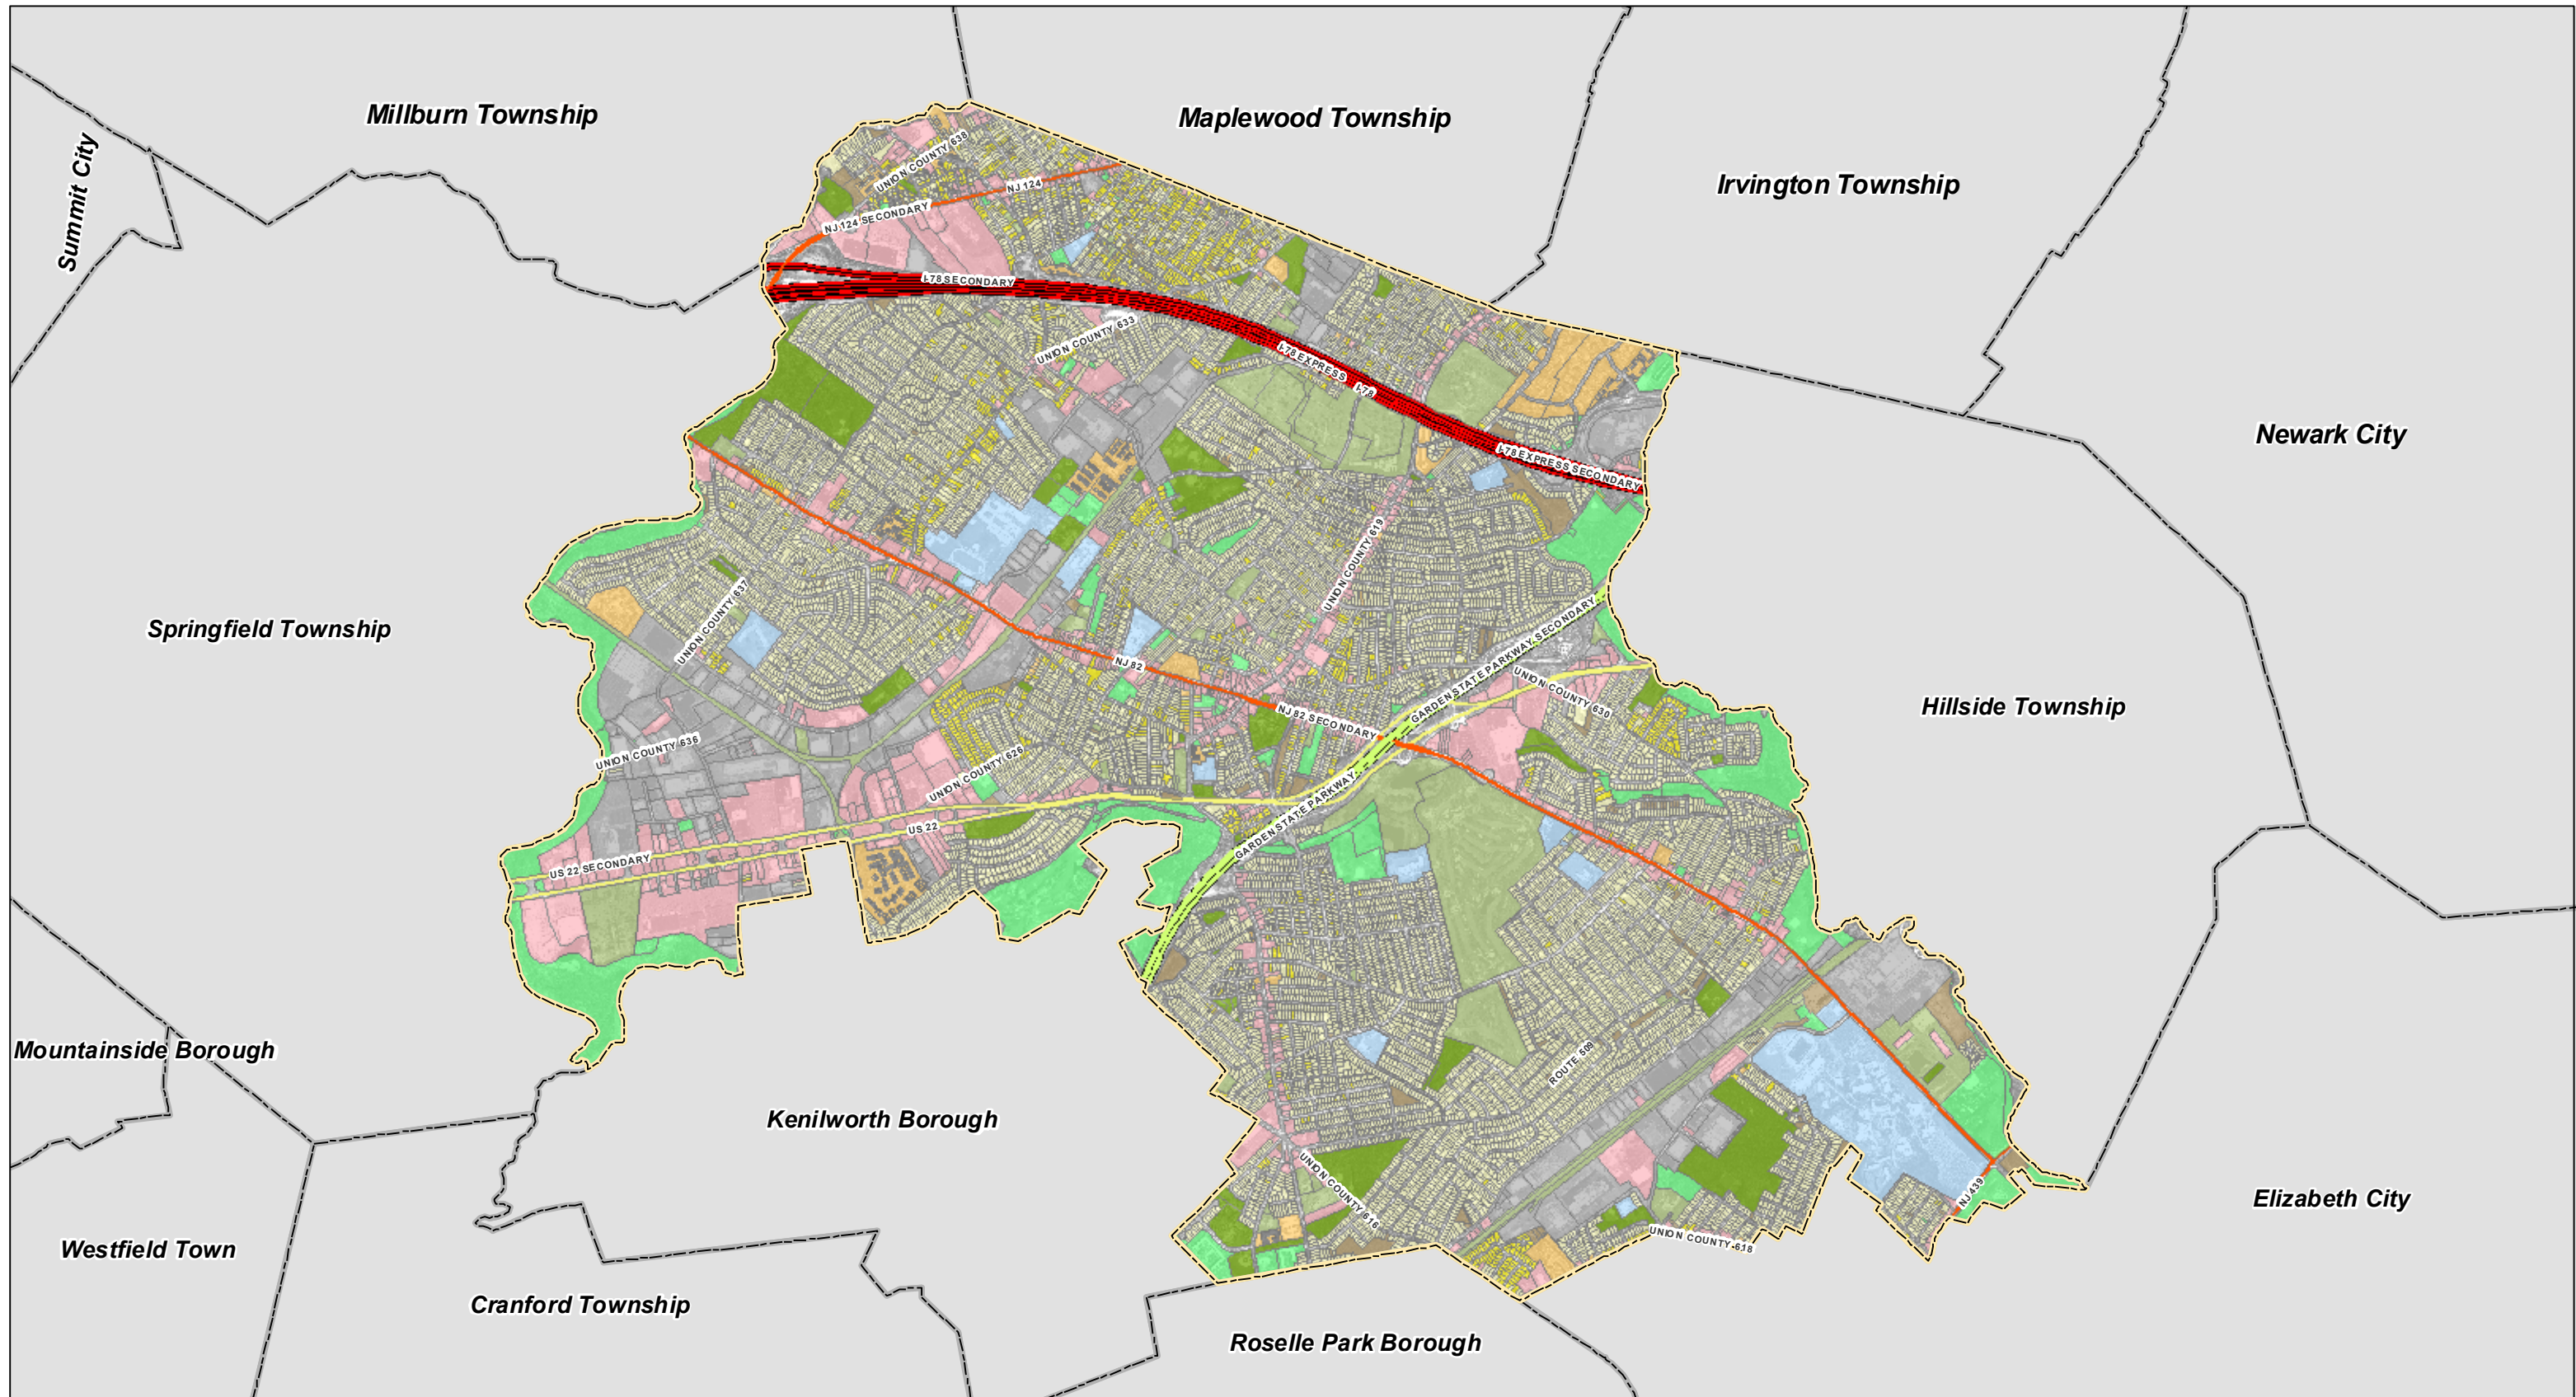 Millburn Township
Maplewood Township
Summit City
Irvington Township
UNION COUNTY 638
NJ 124
NJ 124 SECONDARY
I-78 SECONDARY
UNION COUNTY 633
I-78 EXPRESS
I-78
I-78 EXPRESS SECONDARY
Newark City
UNION COUNTY 619
Springfield Township
UNION COUNTY 637
NJ 82
GARDEN STATE PARKWAY SECONDARY
UNION COUNTY 630
NJ 82 SECONDARY
Hillside Township
UNION COUNTY 636
UNION COUNTY 626
GARDEN STATE PARKWAY
US 22
US 22 SECONDARY
Mountainside Borough
ROUTE 509
Kenilworth Borough
UNION COUNTY 616
NJ 439
Elizabeth City
UNION COUNTY 618
Westfield Town
Cranford Township
Roselle Park Borough